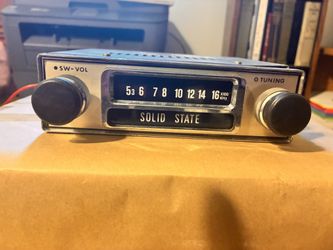 SW-VOL
TUNING
53 6 7 8 10 12 14 16
SOLID STATE